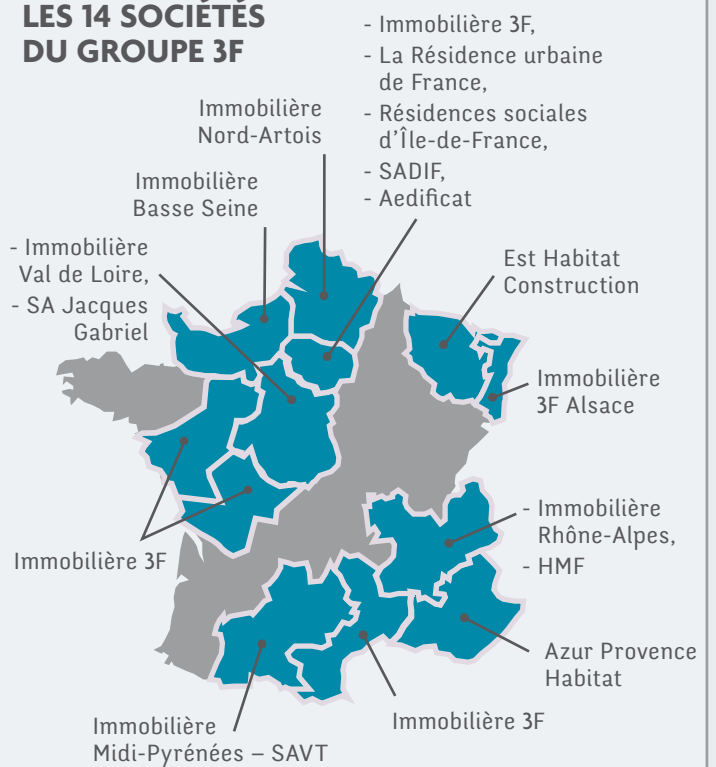 LES 14 SOCIÉTÉS
DU GROUPE 3F
- Immobilière 3F,
- La Résidence urbaine
de France,
- Résidences sociales
d’Île-de-France,
- SADIF,
- Aedificat
Immobilière
Nord-Artois
Immobilière
Basse Seine
- Immobilière
Val de Loire,
- SA Jacques
Gabriel
Est Habitat
Construction
Immobilière
3F Alsace
- Immobilière
Rhône-Alpes,
- HMF
Immobilière 3F
Azur Provence
Habitat
Immobilière 3F
Immobilière
Midi-Pyrénées – SAVT